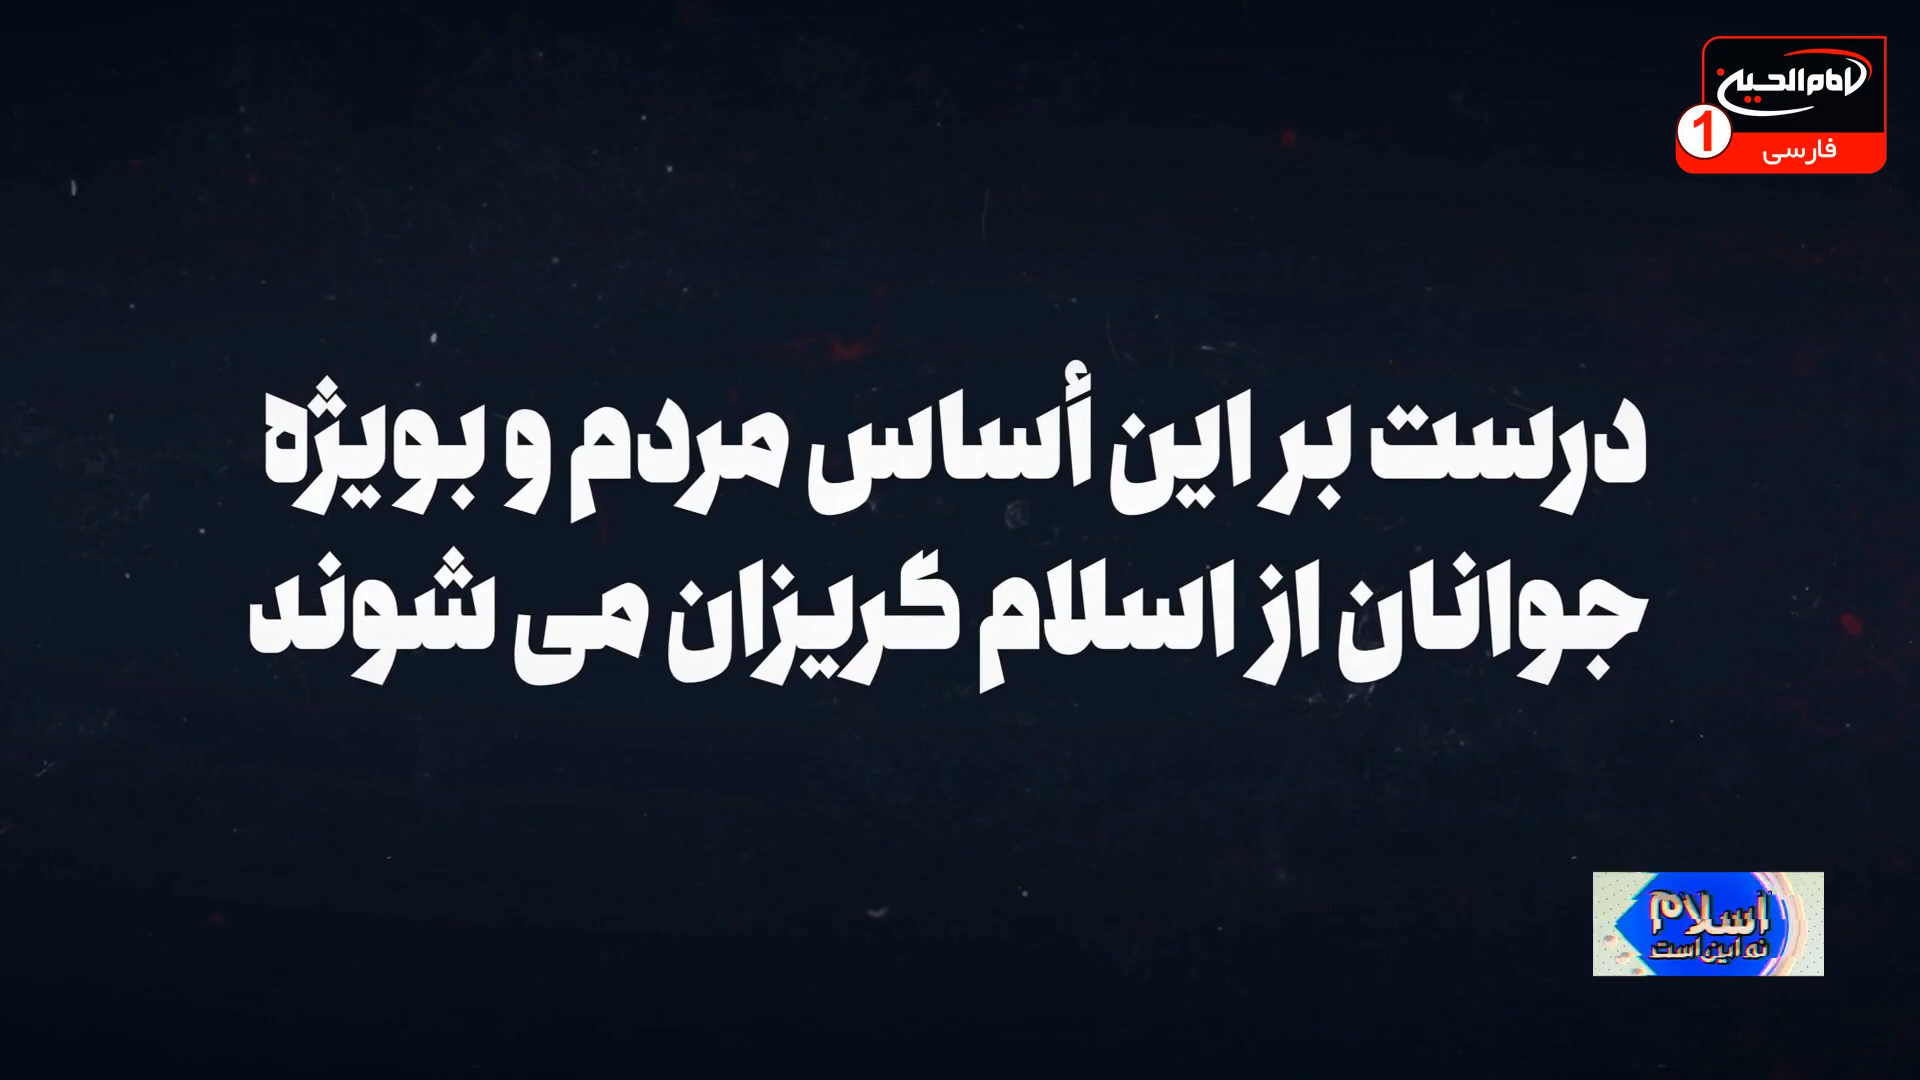 امام الحسین
1
فارسی
درست بر این أساس مردم و بویژه
جوانان از اسلام گریزان می شوند
اسلام
نه این است